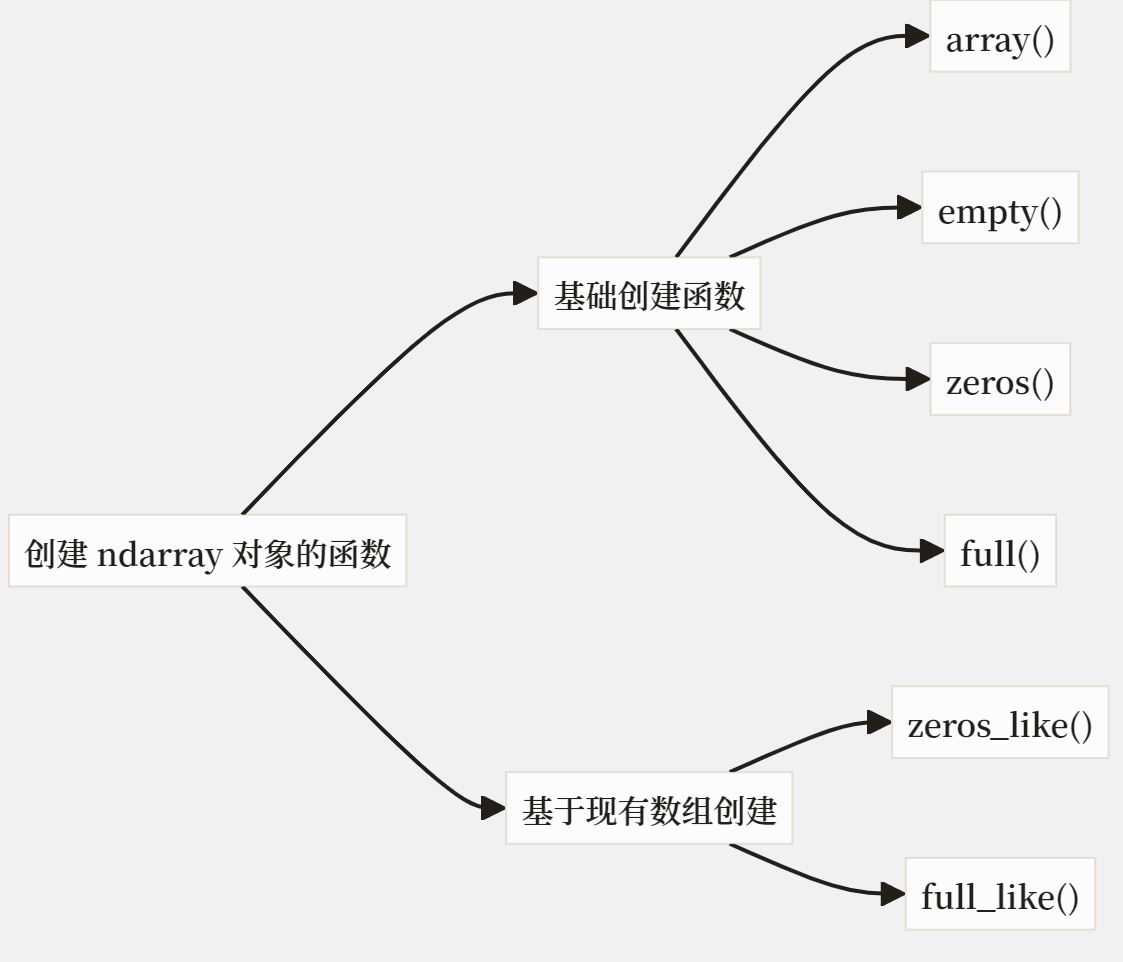 array()
empty()
基础创建函数
zeros()
创建 ndarray 对象的函数
full()
zeros_like()
基于现有数组创建
full_like()